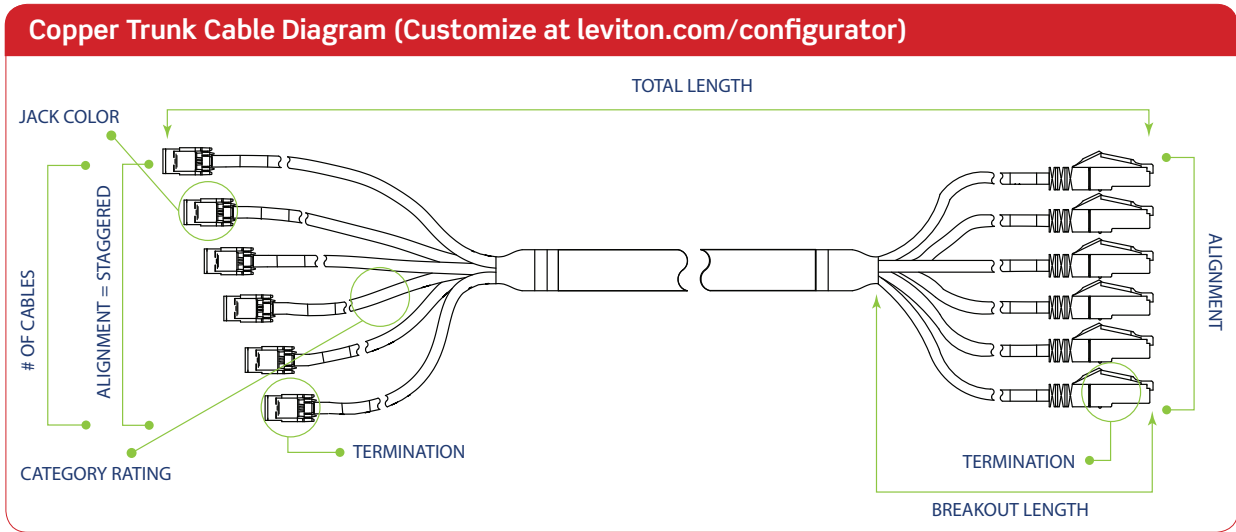 Copper Trunk Cable Diagram (Customize at leviton.com/configurator)
TOTAL LENGTH
JACK COLOR
# OF CABLES
ALIGNMENT = STAGGERED
ALIGNMENT
CATEGORY RATING
TERMINATION
TERMINATION
BREAKOUT LENGTH